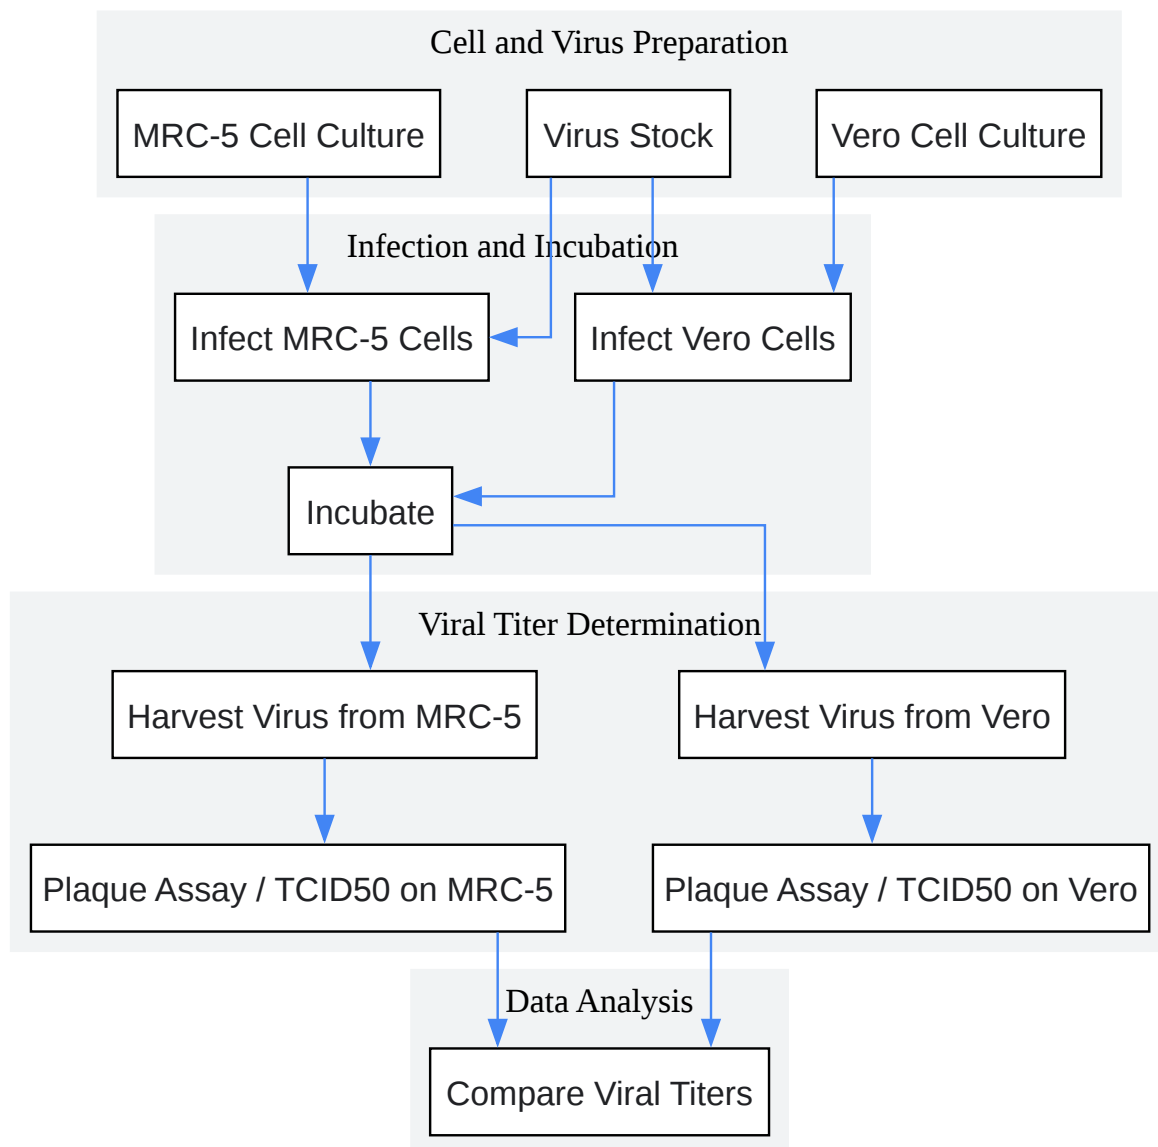 Cell and Virus Preparation
MRC-5 Cell Culture
Virus Stock
Vero Cell Culture
Infection and Incubation
Infect MRC-5 Cells
Infect Vero Cells
Incubate
Viral Titer Determination
Harvest Virus from MRC-5
Harvest Virus from Vero
Plaque Assay / TCID50 on MRC-5
Plaque Assay / TCID50 on Vero
Data Analysis
Compare Viral Titers